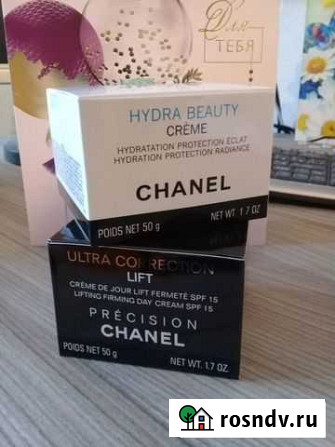 Для
ТЕБЯ
HYDRA BEAUTY
CRÈME
HYDRATATION PROTECTION ÉCLAT
HYDRATION PROTECTION RADIANCE
CHANEL
POIDS NET 50 g NET WT. 1.7 OZ
ULTRA CORRECTION
LIFT
CRÈME DE JOUR LIFT FERMETÉ SPF 15
LIFTING FIRMING DAY CREAM SPF 15
PRÉCISION
CHANEL
POIDS NET 50 g NET WT. 1.7 OZ.
rosndv.ru